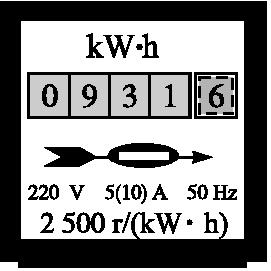 kW·h
0 9 3 1 6
220 V 5(10) A 50 Hz
2 500 r/(kW· h)